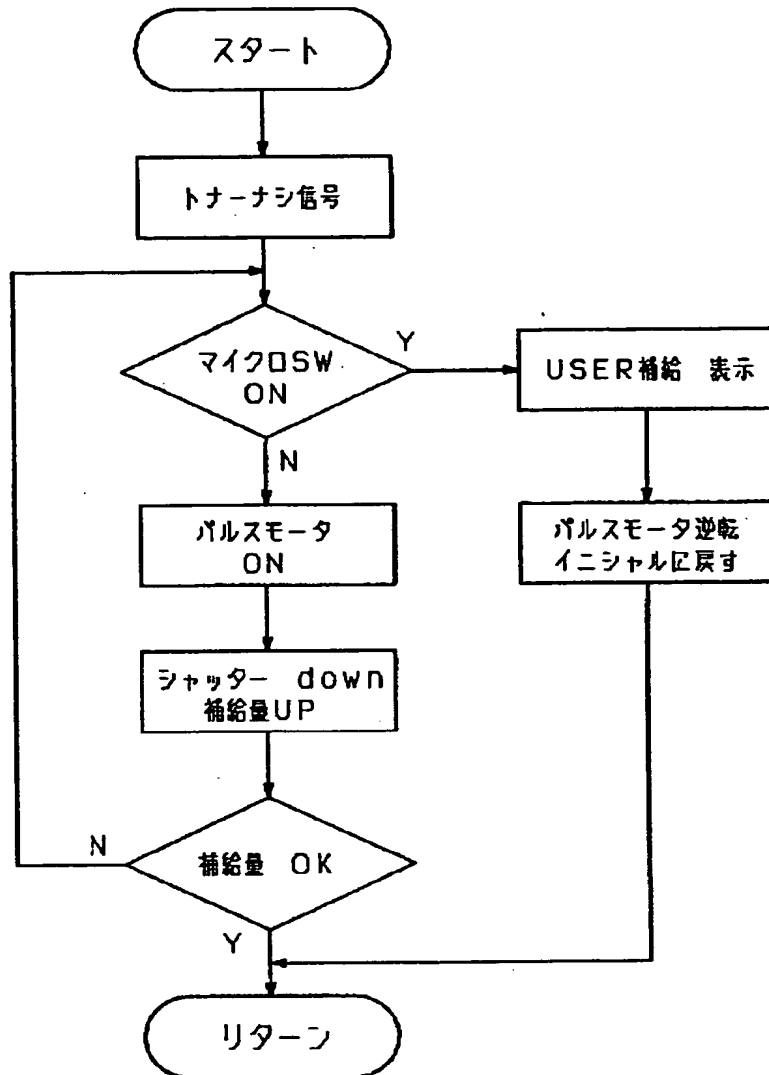 スタート
トナーナシ信号
マイクロSW
ON
Y
USER補給 表示
N
パルスモータ
ON
パルスモータ逆転
イニシャルに戻す
シャッター down
補給量UP
N
補給量 OK
Y
リターン